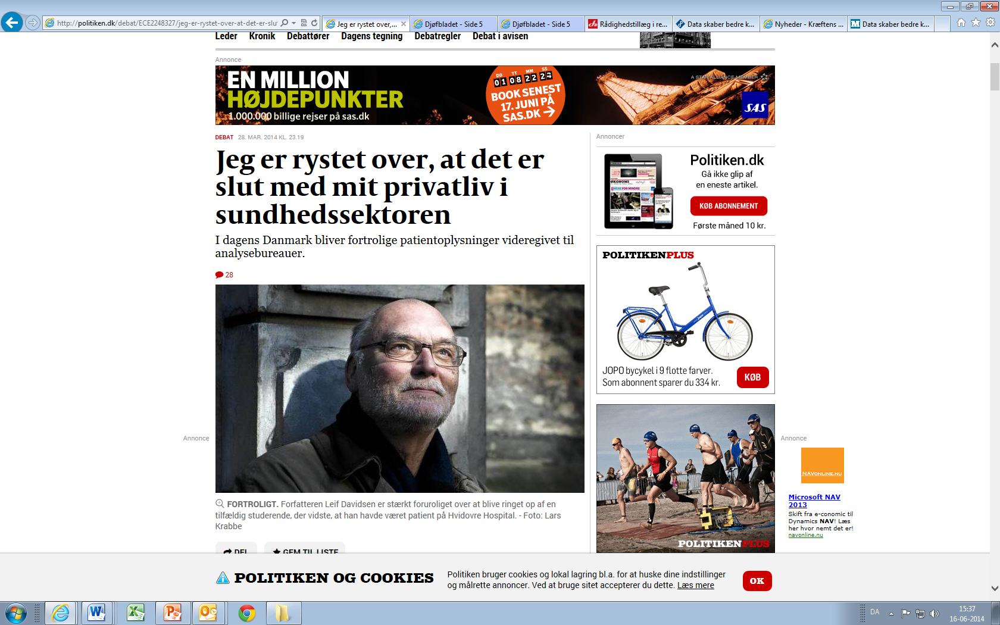 http://politiken.dk/debat/ECE2248327/jeg-er-rystet-over-at-det-er-slu
Jeg er rystet over,...
Djøfbladet - Side 5
Djøfbladet - Side 5
Rådighedstillæg i re...
Data skaber bedre k...
Nyheder - Kræftens ...
Data skaber bedre k...
Leder Kronik Debattører Dagens tegning Debatregler Debat i avisen
Annonce
EN MILLION
HØJDEPUNKTER
1.000.000 billige rejser på sas.dk
DD TT MM SS
01 08 22 24
BOOK SENEST
17. JUNI PÅ
SAS.DK
A STAR ALLIANCE MEMBER
SAS
DEBAT 28. MAR. 2014 KL. 23.19
Jeg er rystet over, at det er
slut med mit privatliv i
sundhedssektoren
I dagens Danmark bliver fortrolige patientoplysninger videregivet til
analysebureauer.
28
FORTROLIGT. Forfatteren Leif Davidsen er stærkt foruroliget over at blive ringet op af en
tilfældig studerende, der vidste, at han havde været patient på Hvidovre Hospital. - Foto: Lars
Krabbe
DEL
GEM TIL LISTE
Annoncer
Politiken.dk
Gå ikke glip af
en eneste artikel.
KØB ABONNEMENT
Første måned 10 kr.
POLITIKENPLUS
JOPO bycykel i 9 flotte farver.
Som abonnent sparer du 334 kr.
KØB
POLITIKENPLUS
Annonce
Annonce
NAVONLINE.NU
Microsoft NAV
2013
Skift fra e-conomic til
Dynamics NAV! Læs
her hvor nemt det er!
navonline.nu
POLITIKEN OG COOKIES
Politiken bruger cookies og lokal lagring bl.a. for at huske dine indstillinger
og målrette annoncer. Ved at bruge sitet accepterer du dette. Læs mere
OK
DA
15:37
16-06-2014